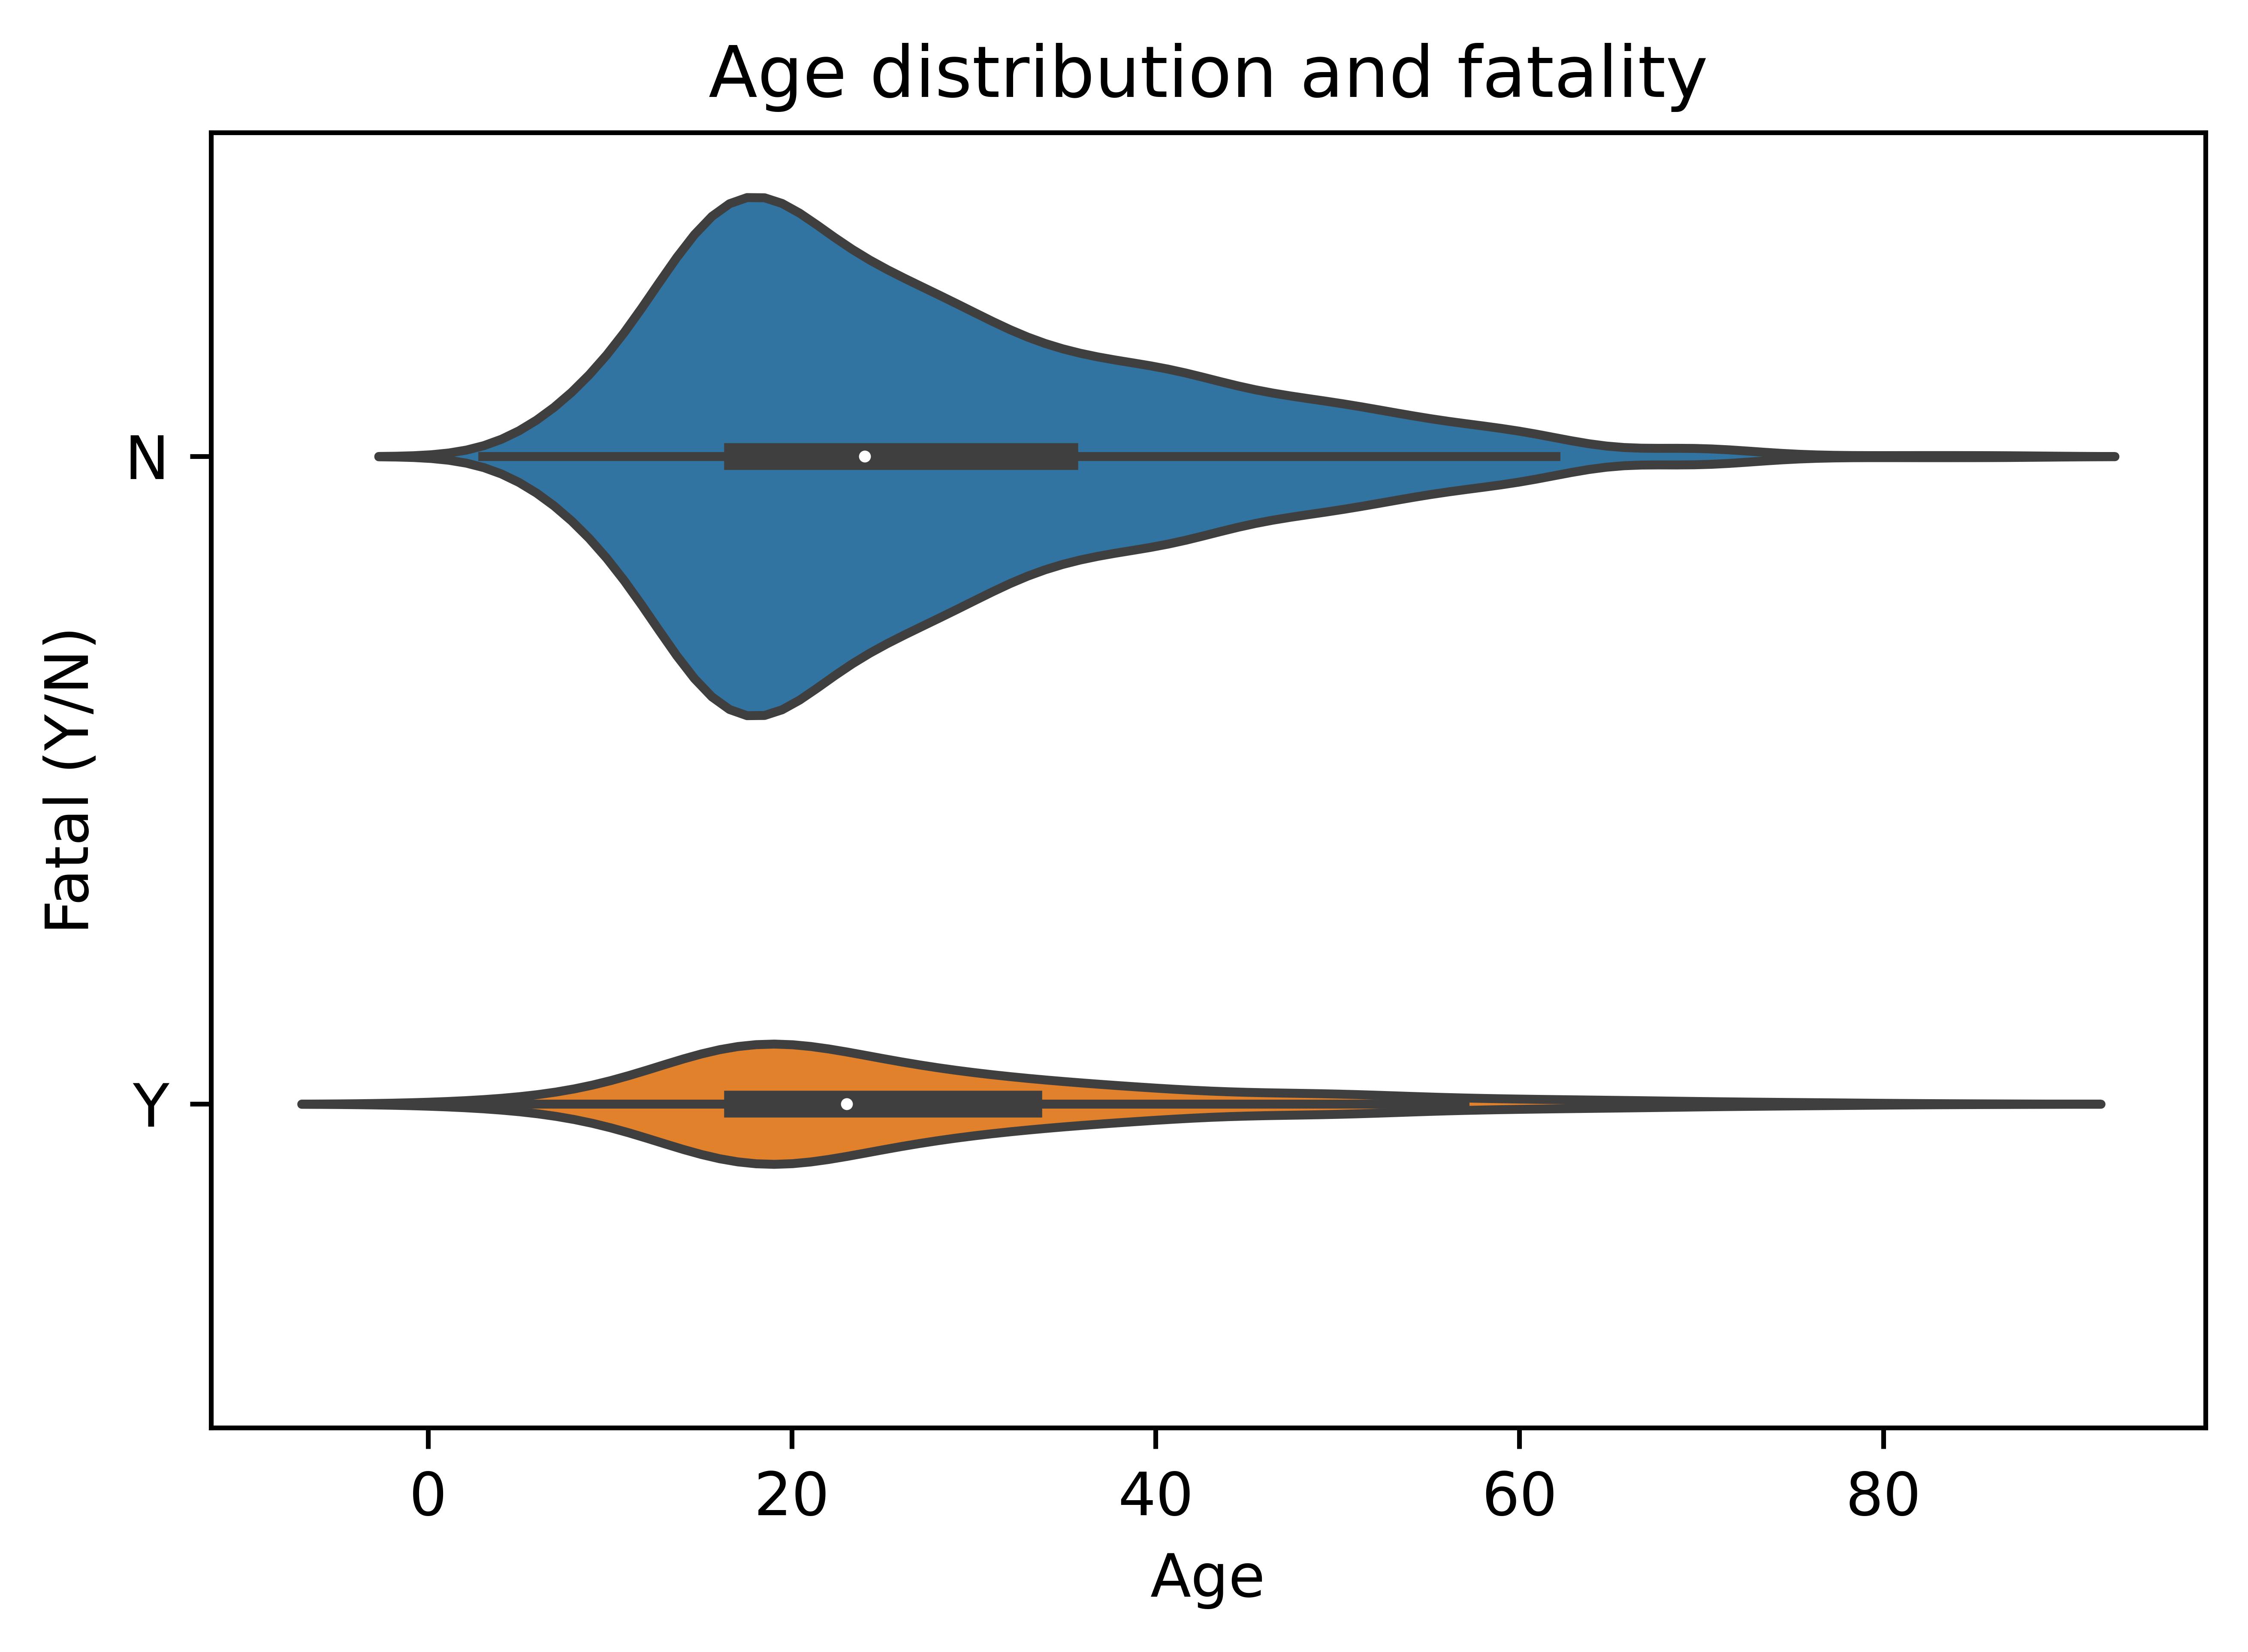 Age distribution and fatality
Fatal (Y/N)
N
Y
0 20 40 60 80
Age